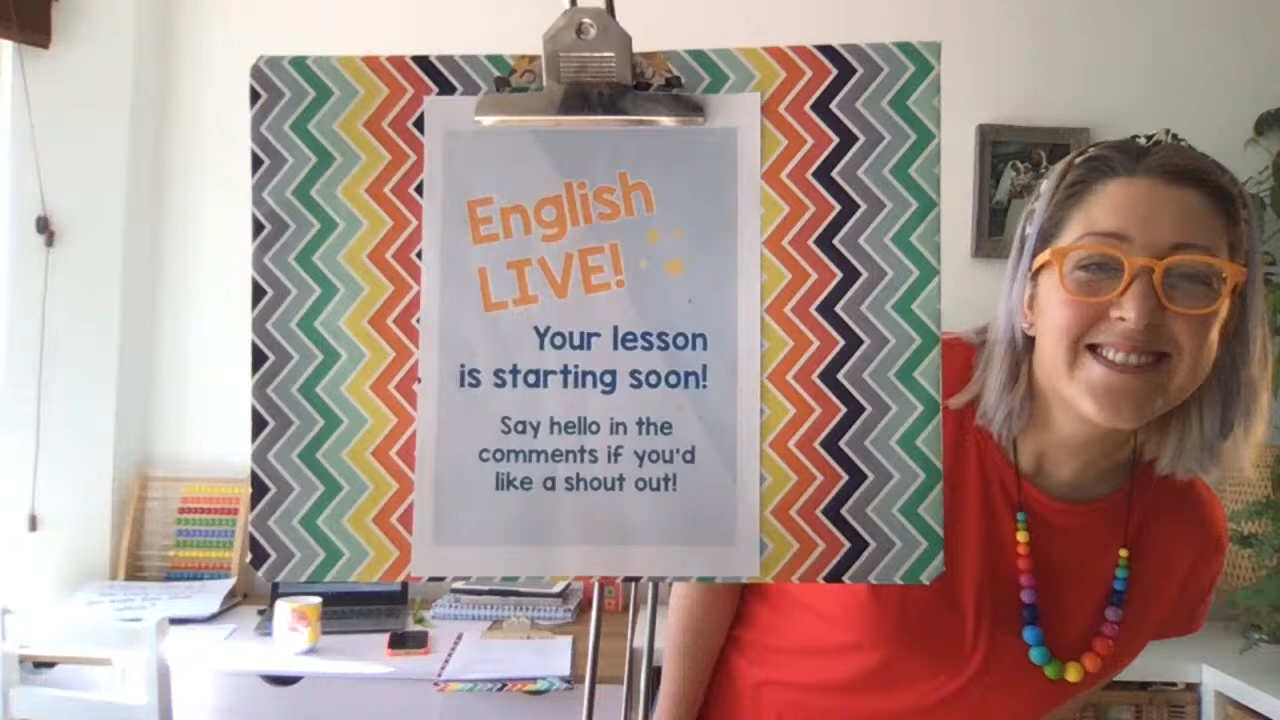 English
LIVE!
Your lesson
is starting soon!
Say hello in the
comments if you'd
like a shout out!